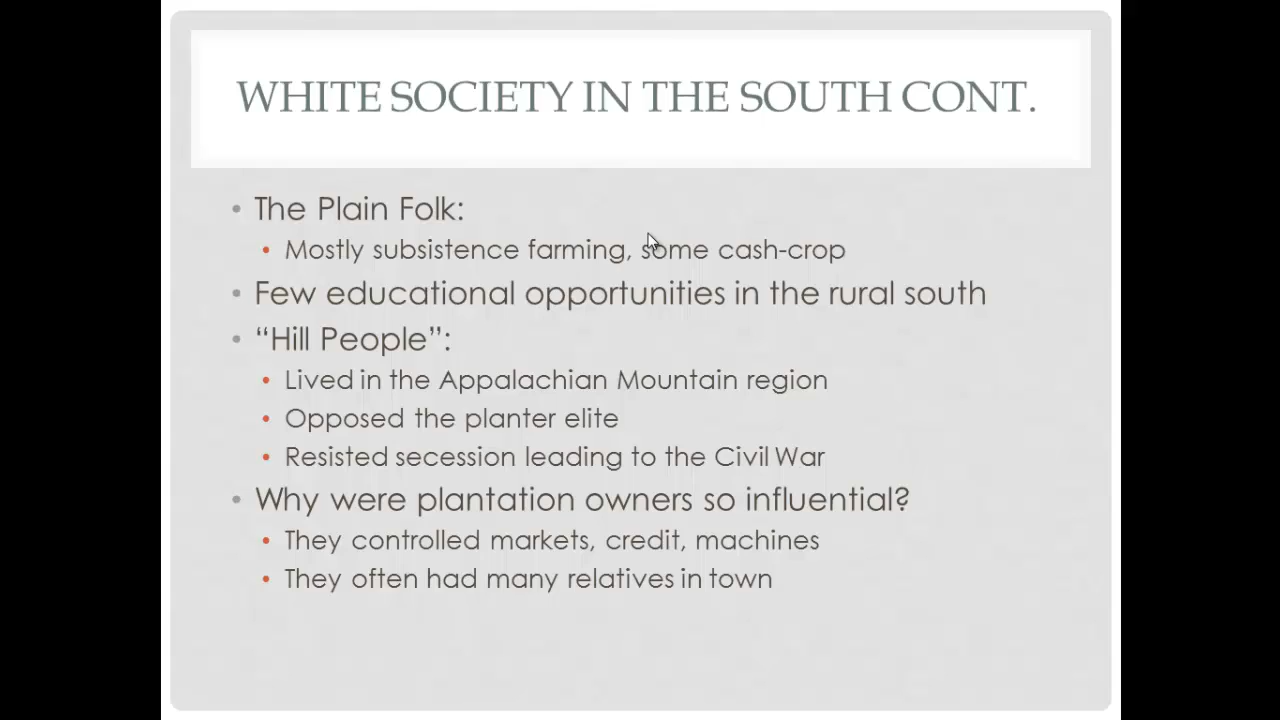 WHITE SOCIETY IN THE SOUTH CONT.
• The Plain Folk:
• Mostly subsistence farming, some cash-crop
• Few educational opportunities in the rural south
• “Hill People”:
• Lived in the Appalachian Mountain region
• Opposed the planter elite
• Resisted secession leading to the Civil War
• Why were plantation owners so influential?
• They controlled markets, credit, machines
• They often had many relatives in town